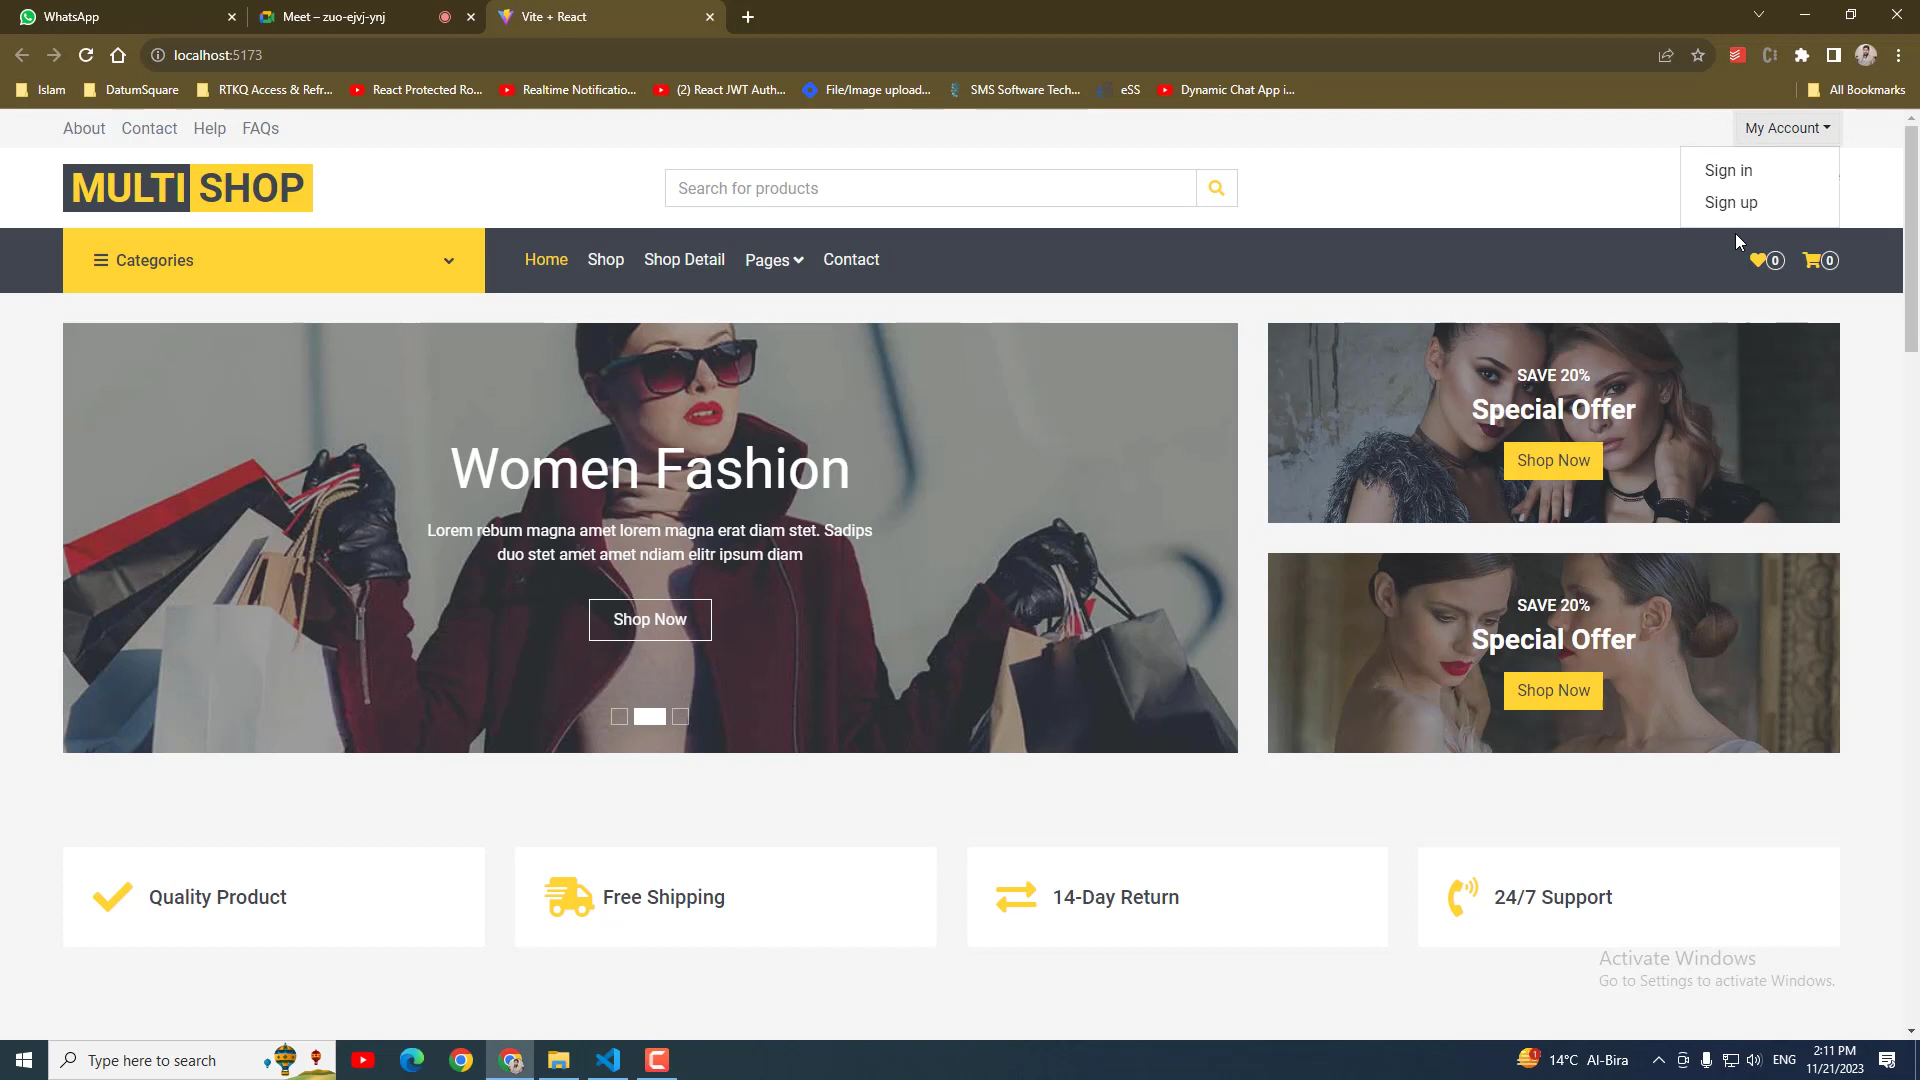 WhatsApp
Meet – zuo-ejvj-ynj
Vite + React
localhost:5173
Islam
DatumSquare
RTKQ Access & Refr...
React Protected Ro...
Realtime Notificatio...
(2) React JWT Auth...
File/Image upload...
SMS Software Tech...
eSS
Dynamic Chat App i...
All Bookmarks
About Contact Help FAQs
My Account
MULTI SHOP
Search for products
Sign in
Sign up
Categories
Home Shop Shop Detail Pages Contact
0 0
Women Fashion
Lorem rebum magna amet lorem magna erat diam stet. Sadips
duo stet amet amet ndiam elitr ipsum diam
Shop Now
SAVE 20%
Special Offer
Shop Now
SAVE 20%
Special Offer
Shop Now
Quality Product
Free Shipping
14-Day Return
24/7 Support
Activate Windows
Go to Settings to activate Windows.
Type here to search
1
14°C Al-Bira
ENG
2:11 PM
11/21/2023